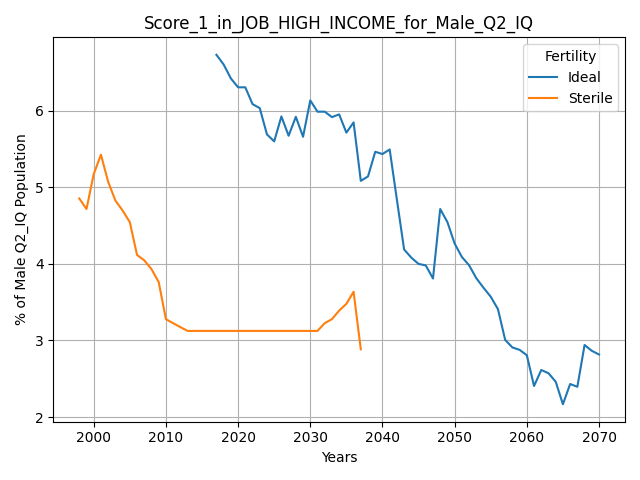 Score_1_in_JOB_HIGH_INCOME_for_Male_Q2_IQ
Fertility
Ideal
Sterile
% of Male Q2_IQ Population
6
5
4
3
2
2000 2010 2020 2030 2040 2050 2060 2070
Years